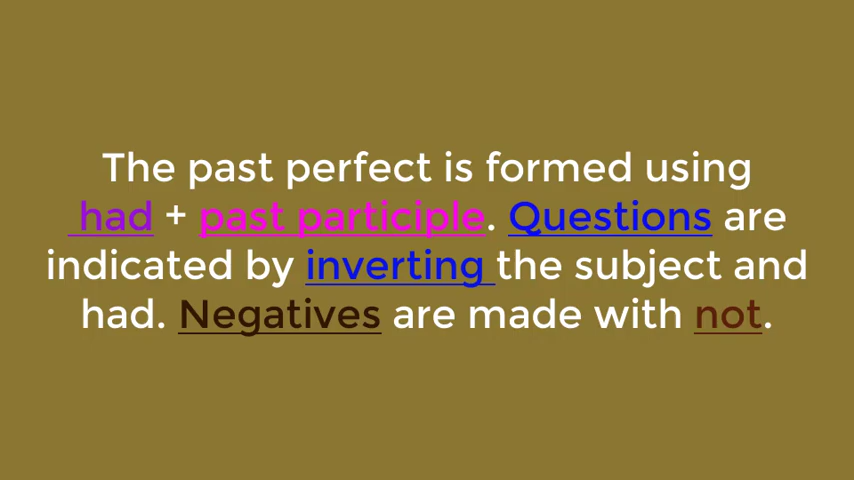 The past perfect is formed using
had + past participle. Questions are
indicated by inverting the subject and
had. Negatives are made with not.